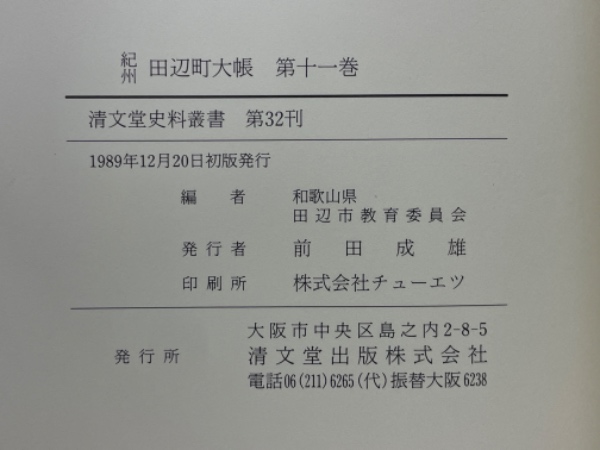 紀州 田辺町大帳 第十一巻
清文堂史料叢書 第32刊
1989年12月20日初版発行
編者 和歌山県
田辺市教育委員会
発行者 前田成雄
印刷所 株式会社チューエツ
大阪市中央区島之内2-8-5
発行所 清文堂出版株式会社
電話06(211)6265(代)振替大阪6238